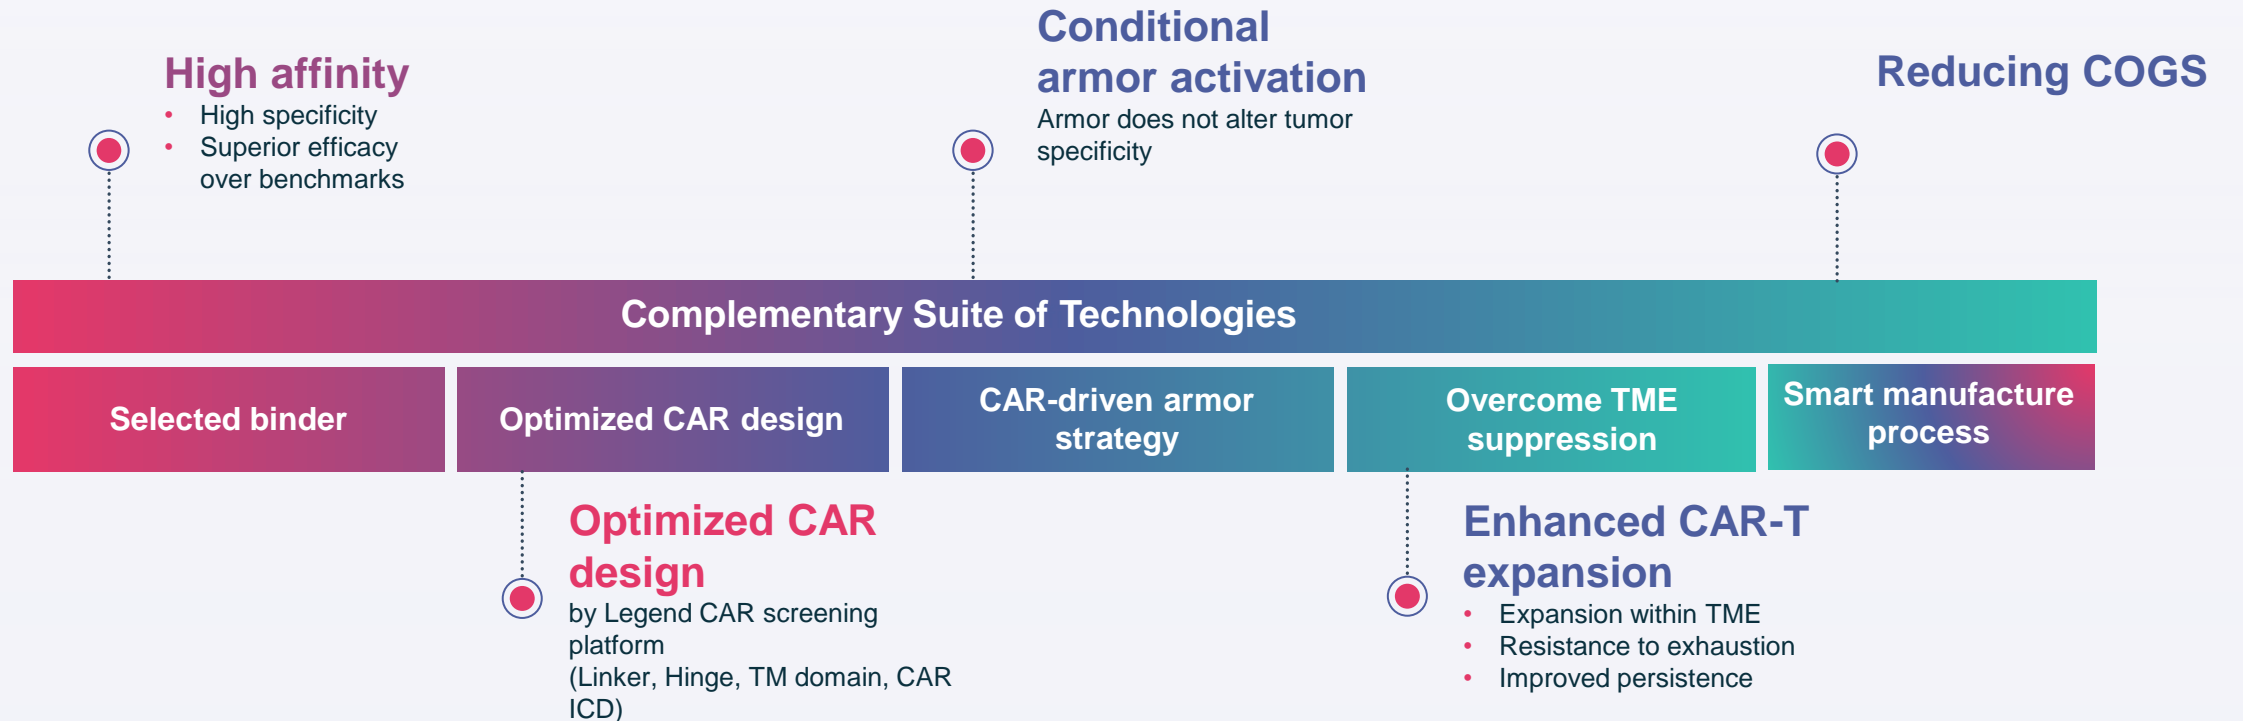 High affinity
• High specificity
• Superior efficacy
over benchmarks
Conditional
armor activation
Armor does not alter tumor
specificity
Reducing COGS
Complementary Suite of Technologies
Selected binder
Optimized CAR design
CAR-driven armor
strategy
Overcome TME
suppression
Smart manufacture
process
Optimized CAR
design
by Legend CAR screening
platform
(Linker, Hinge, TM domain, CAR
ICD)
Enhanced CAR-T
expansion
• Expansion within TME
• Resistance to exhaustion
• Improved persistence